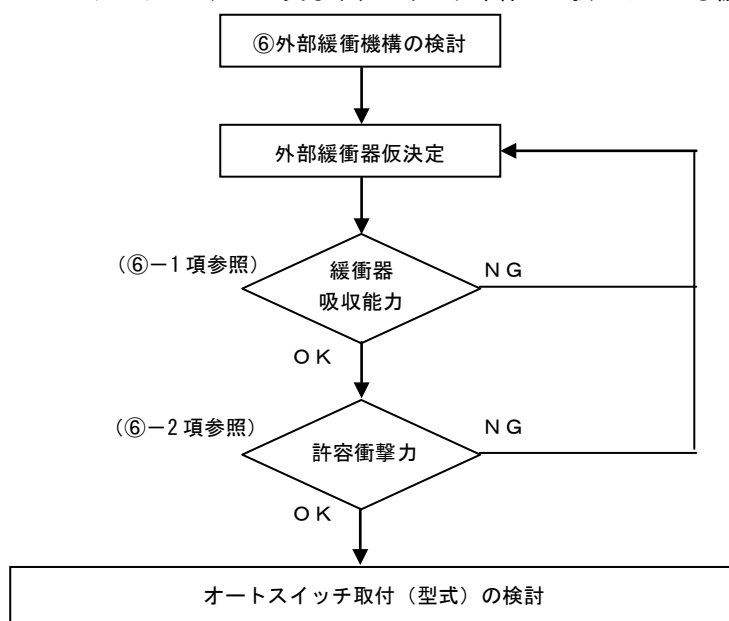 ⑥外部緩衝機構の検討
外部緩衝器仮決定
(⑥−1項参照)
緩衝器
吸収能力
NG
OK
(⑥−2項参照)
許容衝撃力
NG
OK
オートスイッチ取付(型式)の検討